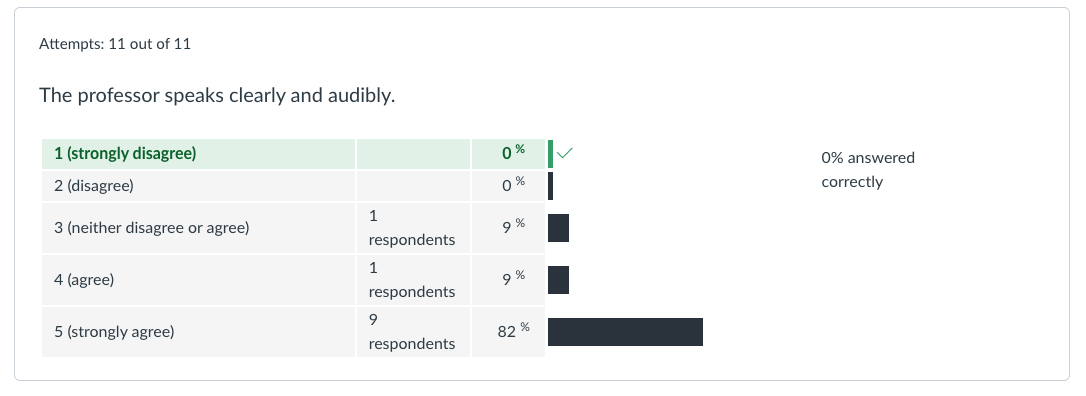 Attempts: 11 out of 11
The professor speaks clearly and audibly.
1 (strongly disagree) 0 %
0% answered
correctly
2 (disagree) 0 %
3 (neither disagree or agree) 1 respondents 9 %
4 (agree) 1 respondents 9 %
5 (strongly agree) 9 respondents 82 %